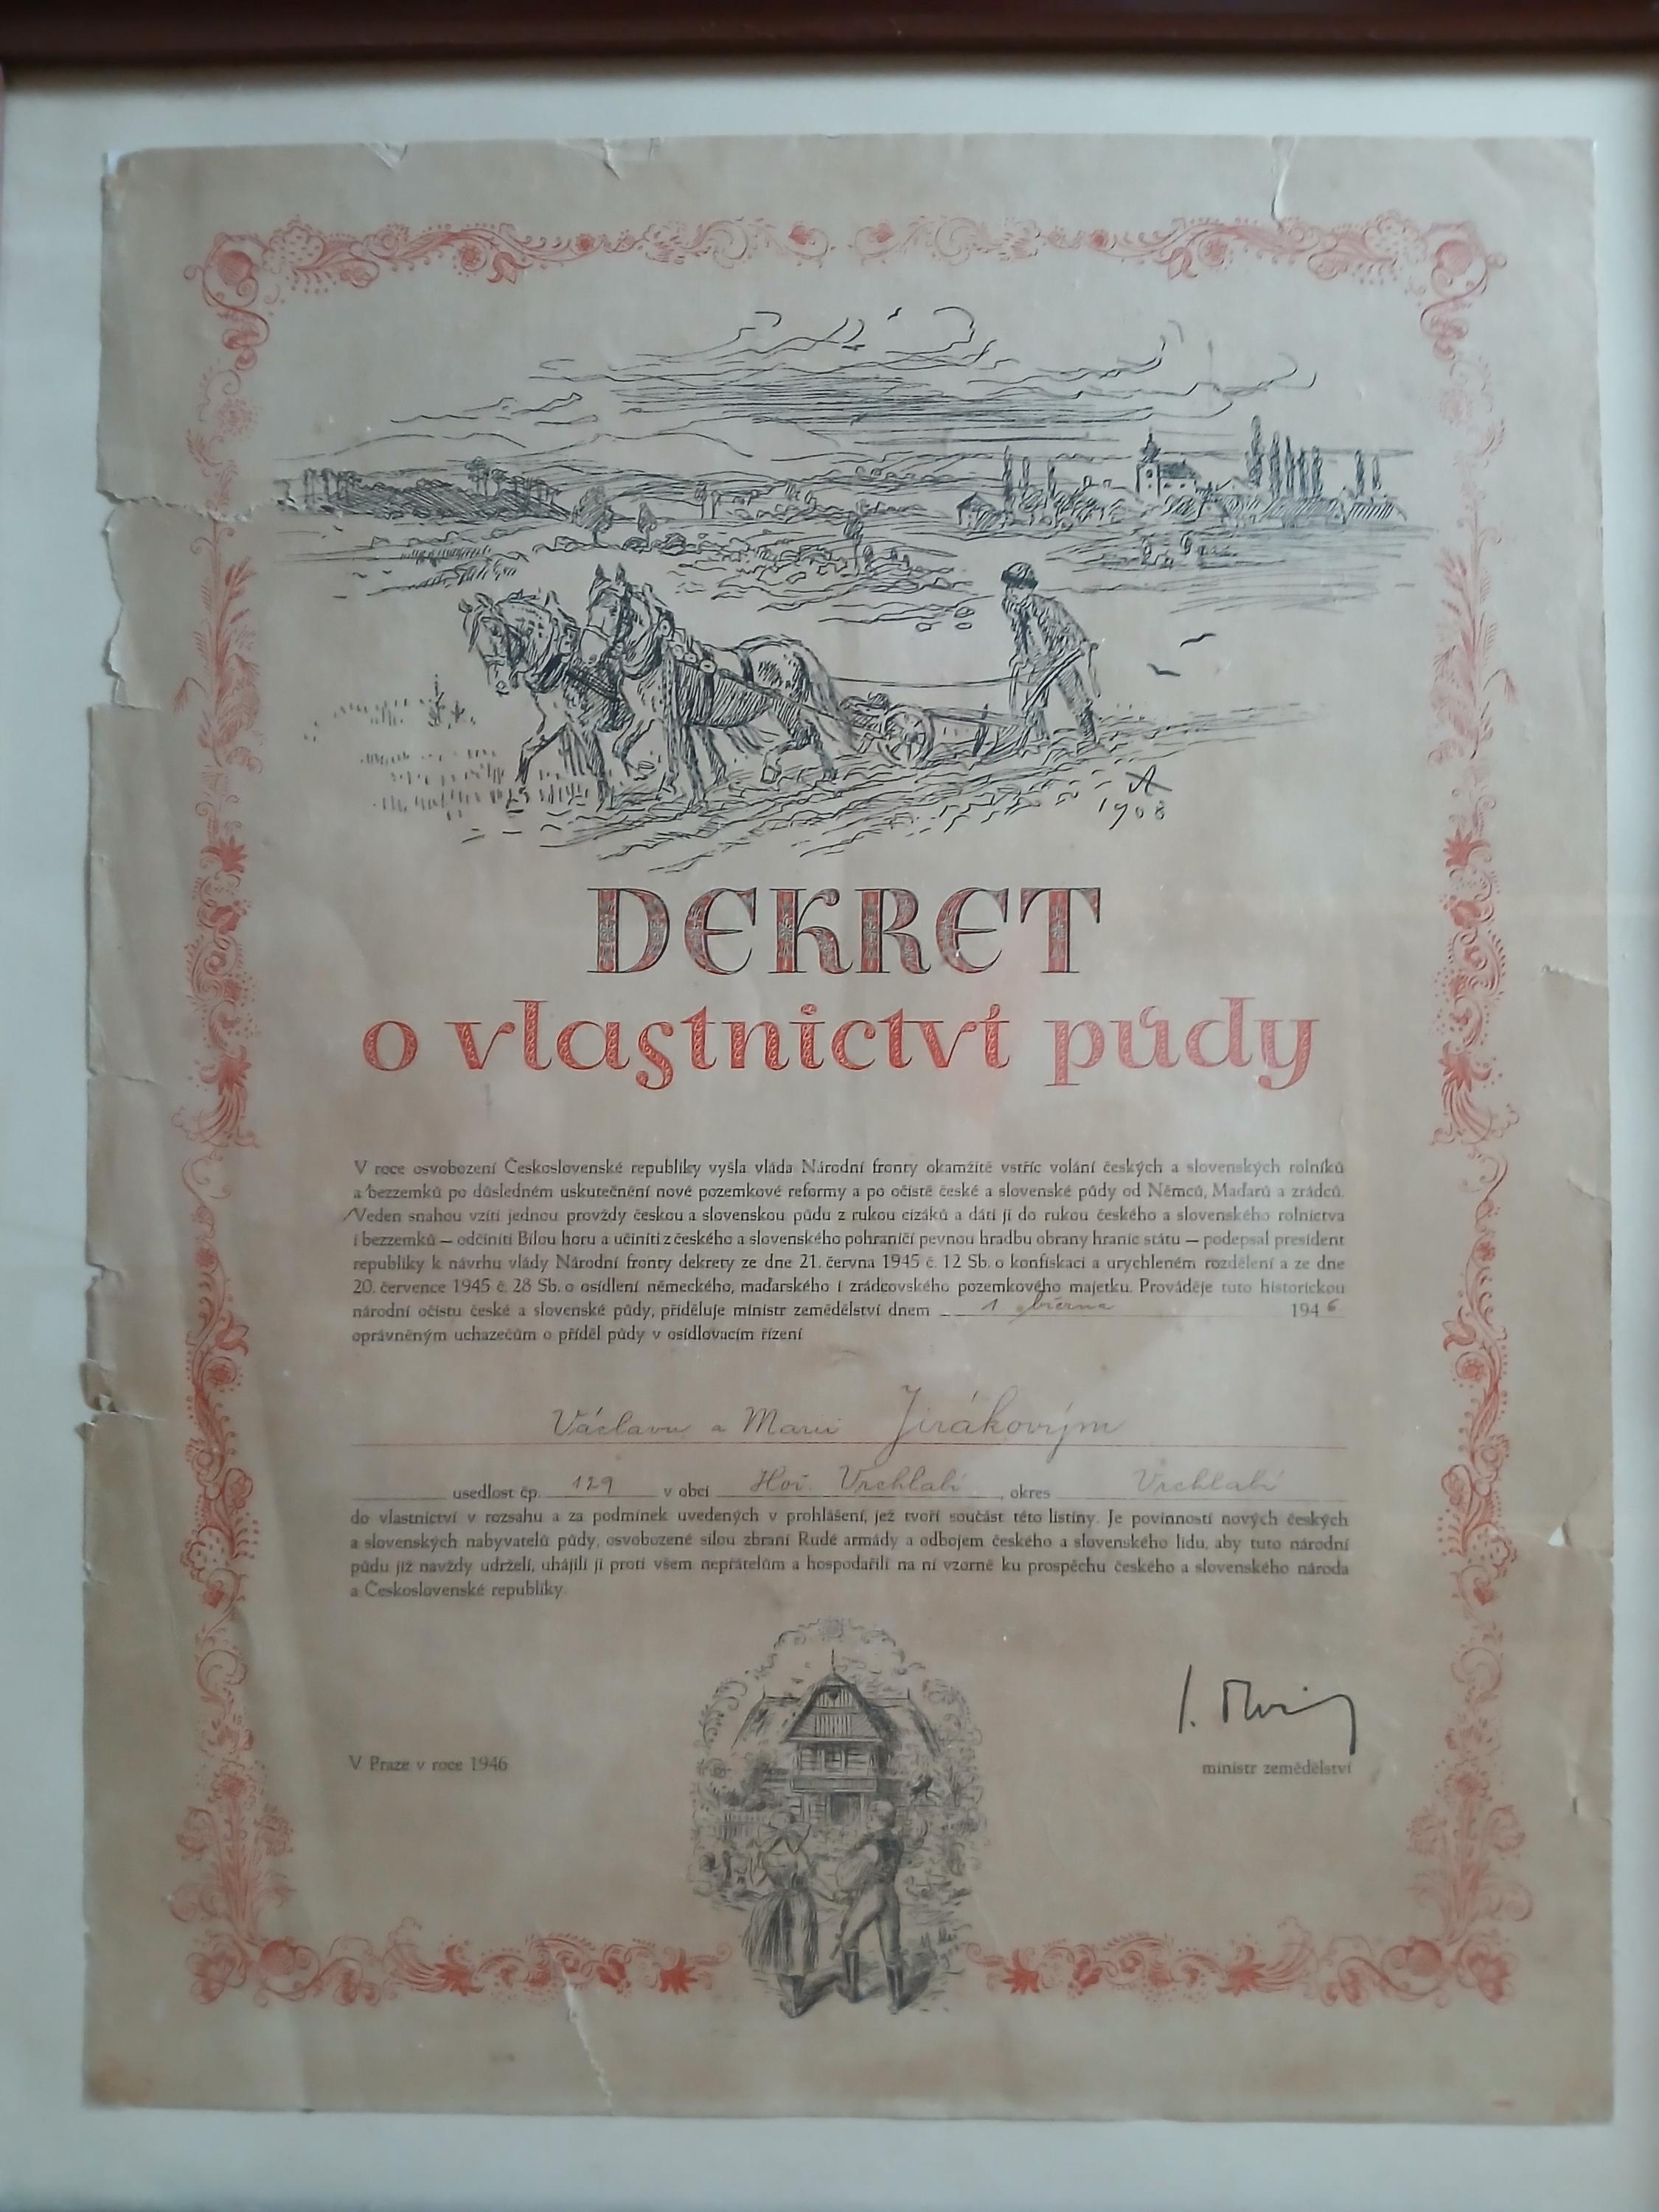 1908
DEKRET
o vlastnictví půdy
V roce osvobození Československé republiky vyšla vláda Národní fronty okamžitě vstříc volání českých a slovenských rolníků
a bezzemků po důsledném uskutečnění nové pozemkové reformy a po očistě české a slovenské půdy od Němců, Maďarů a zrádců.
Veden snahou vzíti jednou provždy českou a slovenskou půdu z rukou cizáků a dáti ji do rukou českého a slovenského rolnictva
i bezzemků — odčiniti Bílou horu a učiniti z českého a slovenského pohraničí pevnou hradbu obrany hranic státu — podepsal president
republiky k návrhu vlády Národní fronty dekrety ze dne 21. června 1945 č. 12 Sb. o konfiskaci a urychleném rozdělení a ze dne
20. července 1945 č. 28 Sb. o osídlení německého, maďarského i zrádcovského pozemkového majetku. Prováděje tuto historickou
národní očistu české a slovenské půdy, přiděluje ministr zemědělství dnem 1 března 1946
oprávněným uchazečům o příděl půdy v osídlovacím řízení
Václavu a Marii Jirákovým
usedlost čp. 129 v obci Hoř. Vrchlabí, okres Vrchlabí
do vlastnictví v rozsahu a za podmínek uvedených v prohlášení, jež tvoří součást této listiny. Je povinností nových českých
a slovenských nabyvatelů půdy, osvobozené silou zbraní Rudé armády a odbojem českého a slovenského lidu, aby tuto národní
půdu již navždy udrželi, uhájili ji proti všem nepřátelům a hospodařili na ní vzorně ku prospěchu českého a slovenského národa
a Československé republiky.
V Praze v roce 1946
ministr zemědělství